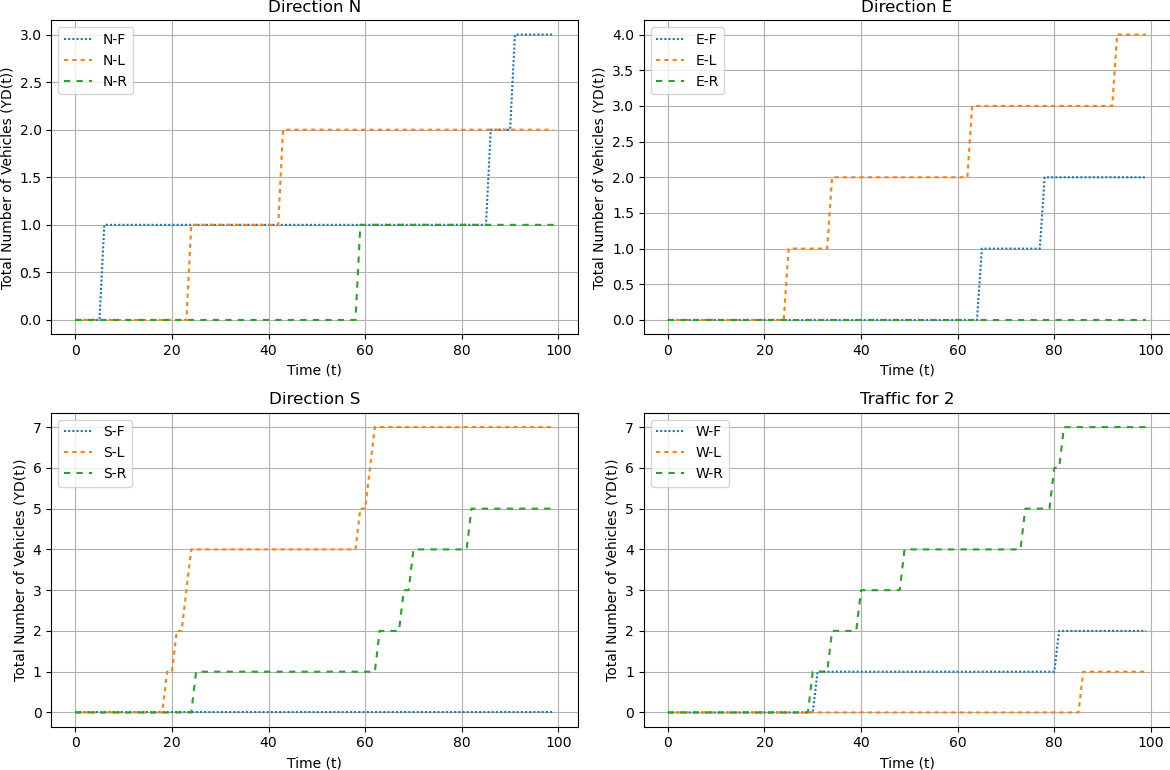 Direction N
Total Number of Vehicles (YD(t))
3.0
2.5
2.0
1.5
1.0
0.5
0.0
N-F
N-L
N-R
0 20 40 60 80 100
Time (t)
Direction E
Total Number of Vehicles (YD(t))
4.0
3.5
3.0
2.5
2.0
1.5
1.0
0.5
0.0
E-F
E-L
E-R
0 20 40 60 80 100
Time (t)
Direction S
Total Number of Vehicles (YD(t))
7
6
5
4
3
2
1
0
S-F
S-L
S-R
0 20 40 60 80 100
Time (t)
Traffic for 2
Total Number of Vehicles (YD(t))
7
6
5
4
3
2
1
0
W-F
W-L
W-R
0 20 40 60 80 100
Time (t)